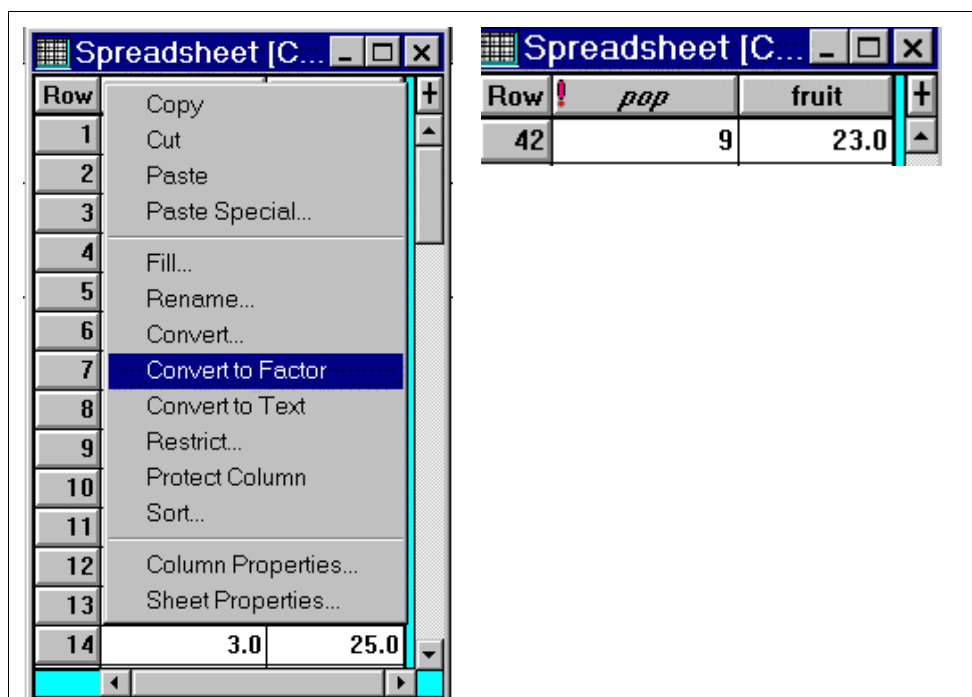 Spreadsheet [C...
Row
Copy
1
Cut
2
Paste
3
Paste Special...
4
Fill...
5
Rename...
6
Convert...
7
Convert to Factor
8
Convert to Text
9
Restrict...
10
Protect Column
11
Sort...
12
Column Properties...
13
Sheet Properties...
14 3.0 25.0
Spreadsheet [C...
Row ! pop fruit +
42 9 23.0